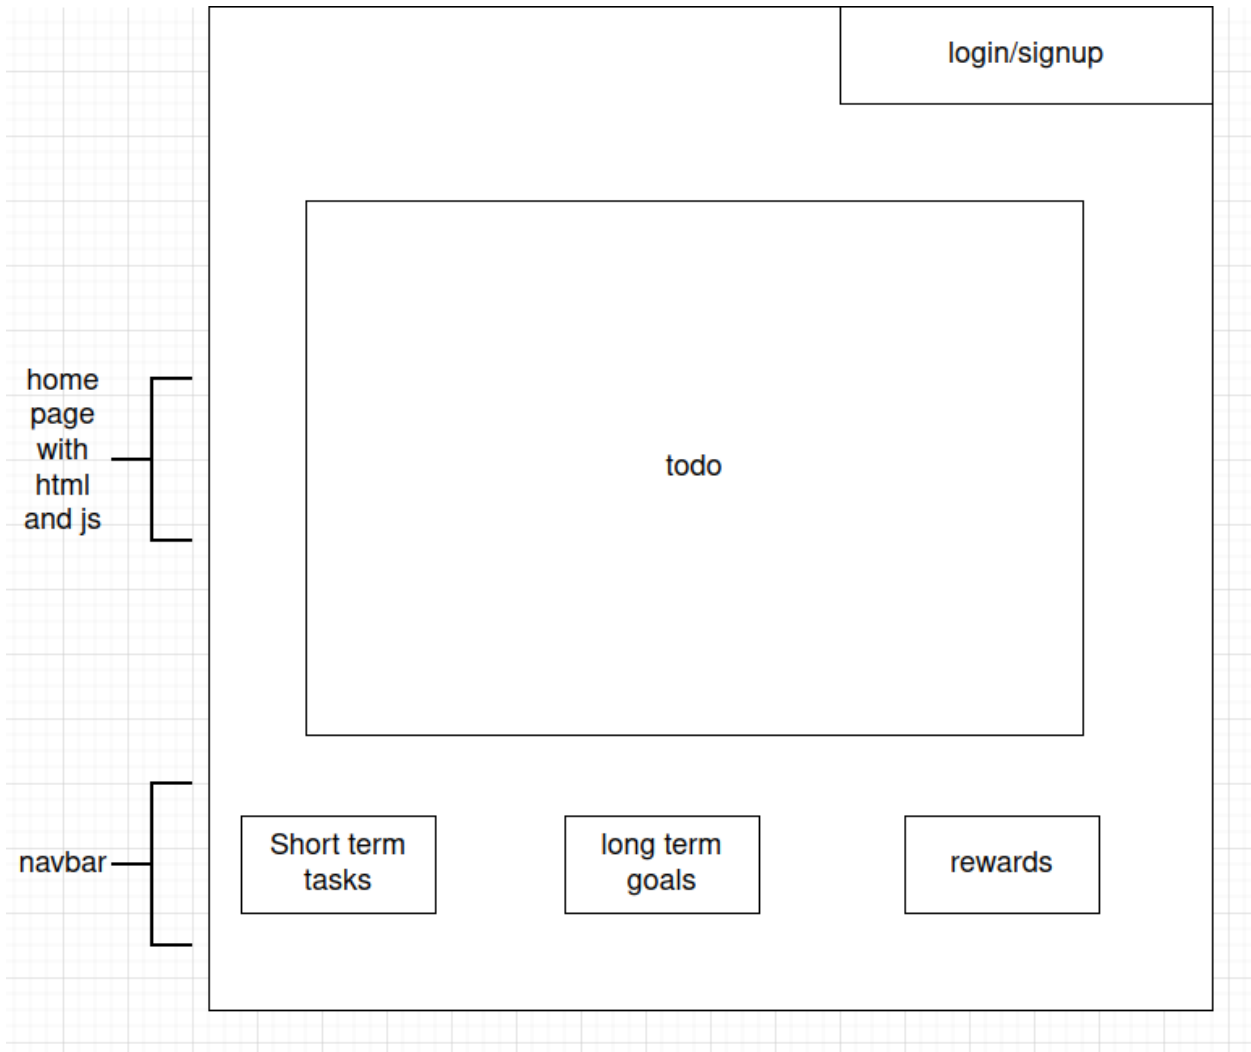 login/signup
todo
home
page
with
html
and js
navbar
Short term
tasks
long term
goals
rewards